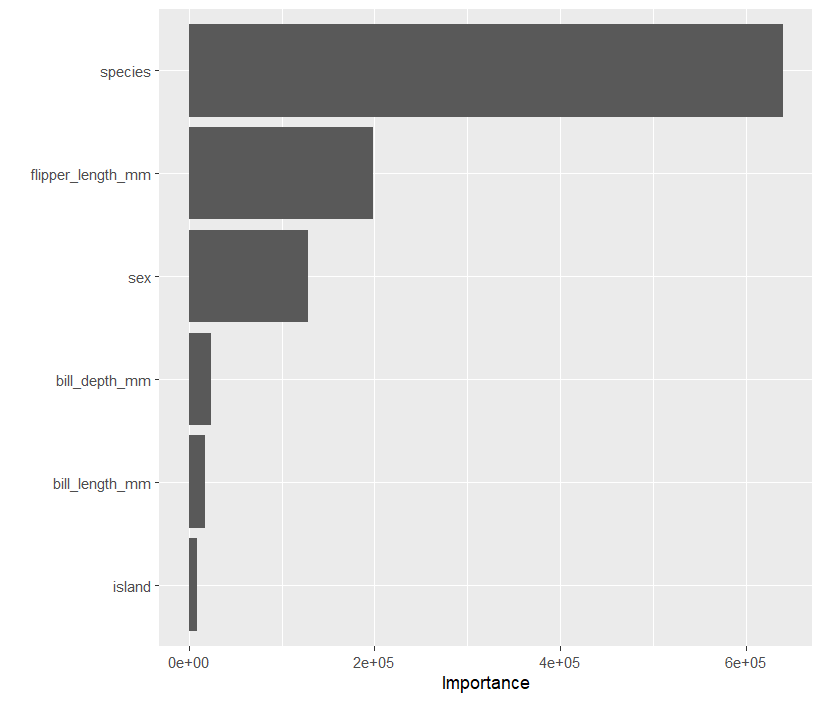 species
flipper_length_mm
sex
bill_depth_mm
bill_length_mm
island
0e+00 2e+05 4e+05 6e+05
Importance